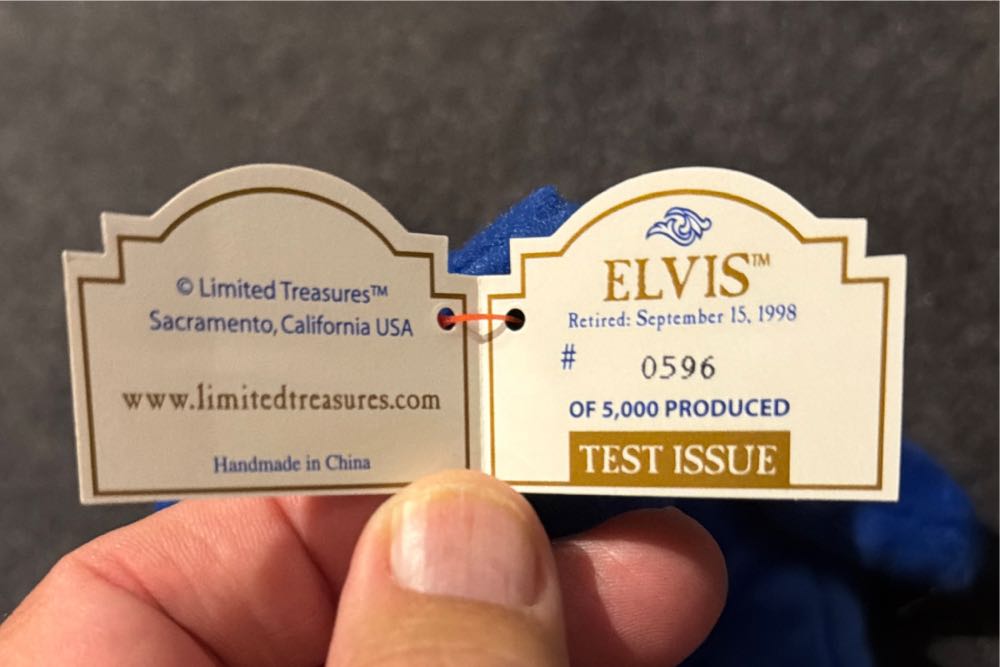 © Limited Treasures™
Sacramento, California USA
www.limitedtreasures.com
Handmade in China
ELVIS™
Retired: September 15, 1998
# 0596
OF 5,000 PRODUCED
TEST ISSUE